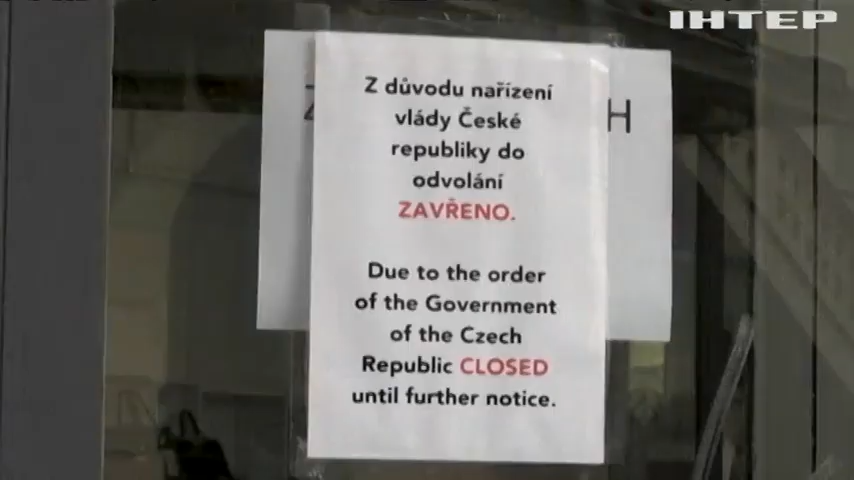 ІНТЕР
Z důvodu nařízení
vlády České
republiky do
odvolání
ZAVŘENO.
Due to the order
of the Government
of the Czech
Republic CLOSED
until further notice.